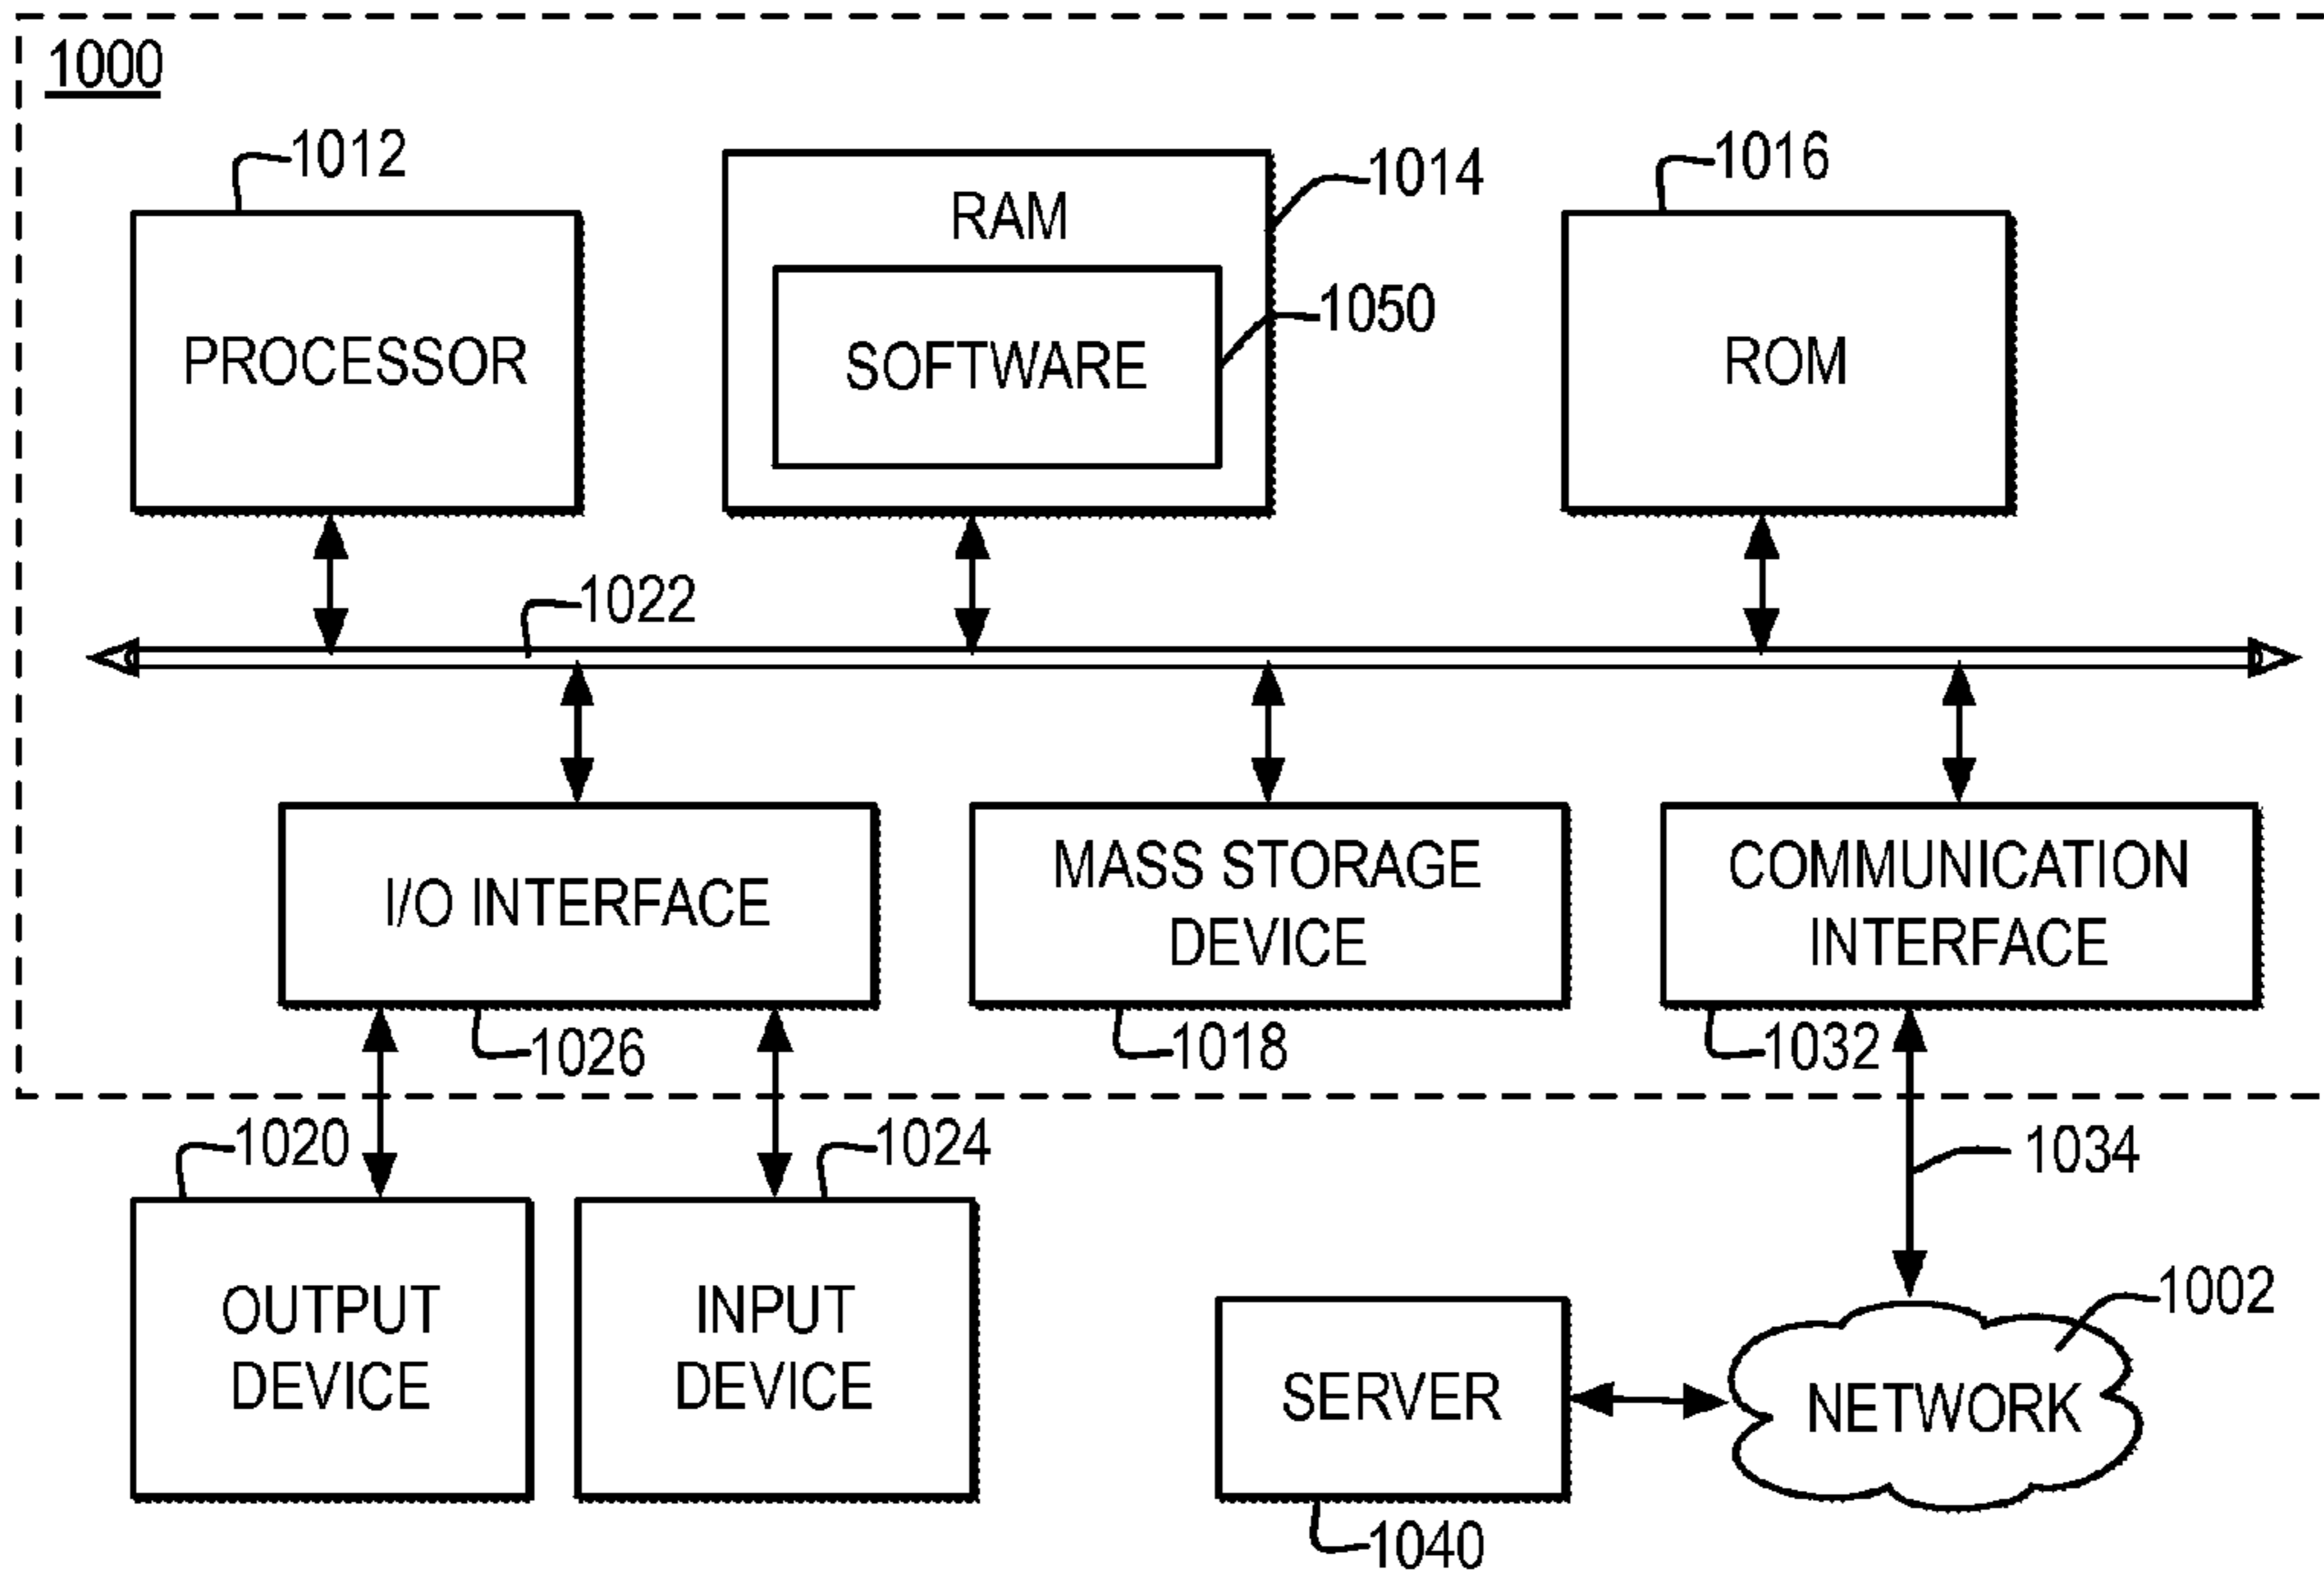 1000
1012
1014
1016
RAM
1050
PROCESSOR
SOFTWARE
ROM
1022
I/O INTERFACE
MASS STORAGE
DEVICE
COMMUNICATION
INTERFACE
1026
1018
1032
1020
1024
1034
OUTPUT
DEVICE
INPUT
DEVICE
1002
SERVER
NETWORK
1040